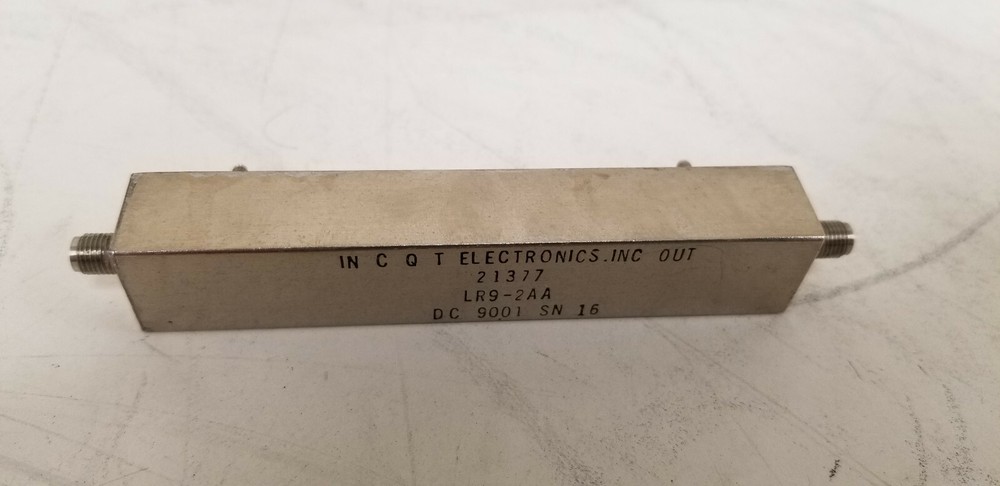 IN C Q T ELECTRONICS.INC OUT
21377
LR9-2AA
DC 9001 SN 16